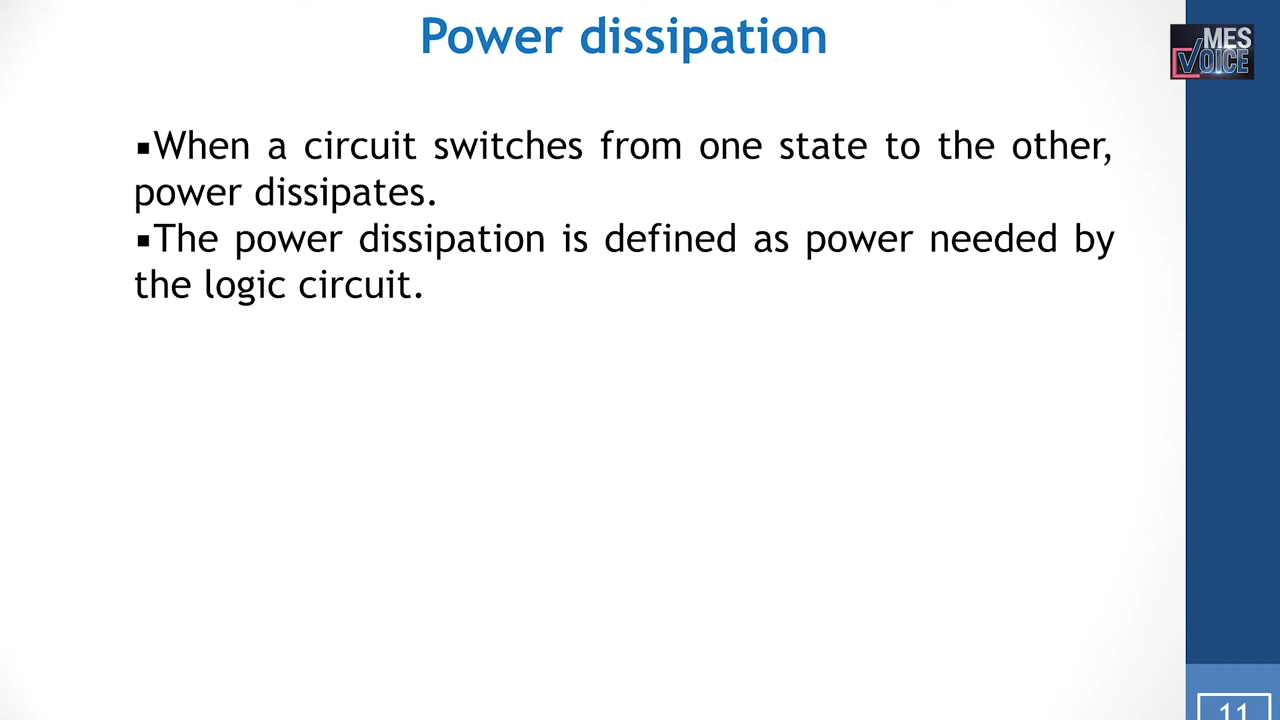 Power dissipation
MES
VOICE
▪When a circuit switches from one state to the other,
power dissipates.
▪The power dissipation is defined as power needed by
the logic circuit.
11